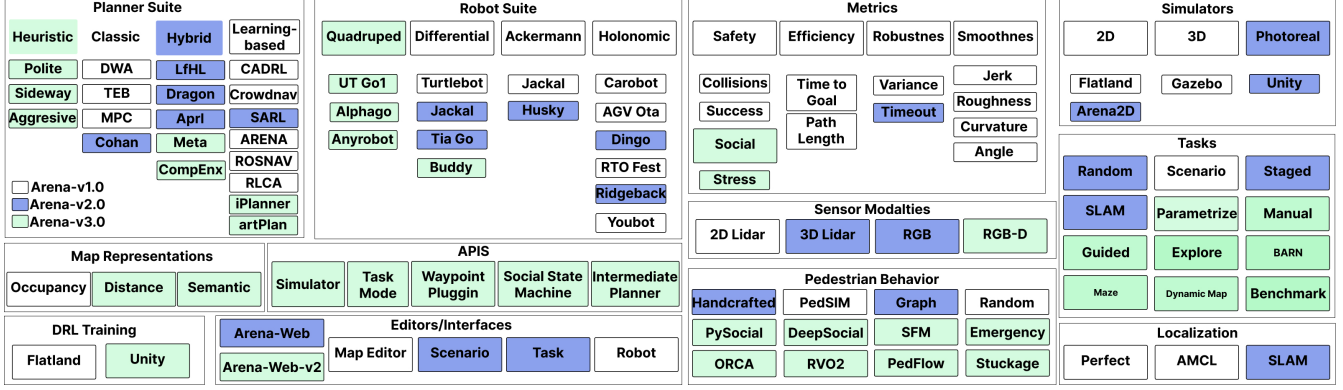 Planner Suite
Heuristic
Classic
Hybrid
Learning-
based
Polite
DWA
LfHL
CADRL
Sideway
TEB
Dragon
Crowdnav
Aggresive
MPC
Aprl
SARL
Cohan
Meta
ARENA
CompEnx
ROSNAV
RLCA
iPlanner
artPlan
Arena-v1.0
Arena-v2.0
Arena-v3.0
Robot Suite
Quadruped
Differential
Ackermann
Holonomic
UT Go1
Turtlebot
Jackal
Carobot
Alphago
Jackal
Husky
AGV Ota
Anyrobot
Tia Go
Dingo
Buddy
RTO Fest
Ridgeback
Youbot
Metrics
Safety
Efficiency
Robustnes
Smoothnes
Collisions
Time to
Goal
Variance
Jerk
Success
Path
Length
Timeout
Roughness
Social
Curvature
Stress
Angle
Simulators
2D
3D
Photoreal
Flatland
Gazebo
Unity
Arena2D
Tasks
Random
Scenario
Staged
SLAM
Parametrize
Manual
Guided
Explore
BARN
Maze
Dynamic Map
Benchmark
Sensor Modalties
2D Lidar
3D Lidar
RGB
RGB-D
Map Representations
Occupancy
Distance
Semantic
APIS
Simulator
Task
Mode
Waypoint
Pluggin
Social State
Machine
Intermediate
Planner
Pedestrian Behavior
Handcrafted
PedSIM
Graph
Random
PySocial
DeepSocial
SFM
Emergency
ORCA
RVO2
PedFlow
Stuckage
DRL Training
Flatland
Unity
Editors/Interfaces
Arena-Web
Arena-Web-v2
Map Editor
Scenario
Task
Robot
Localization
Perfect
AMCL
SLAM